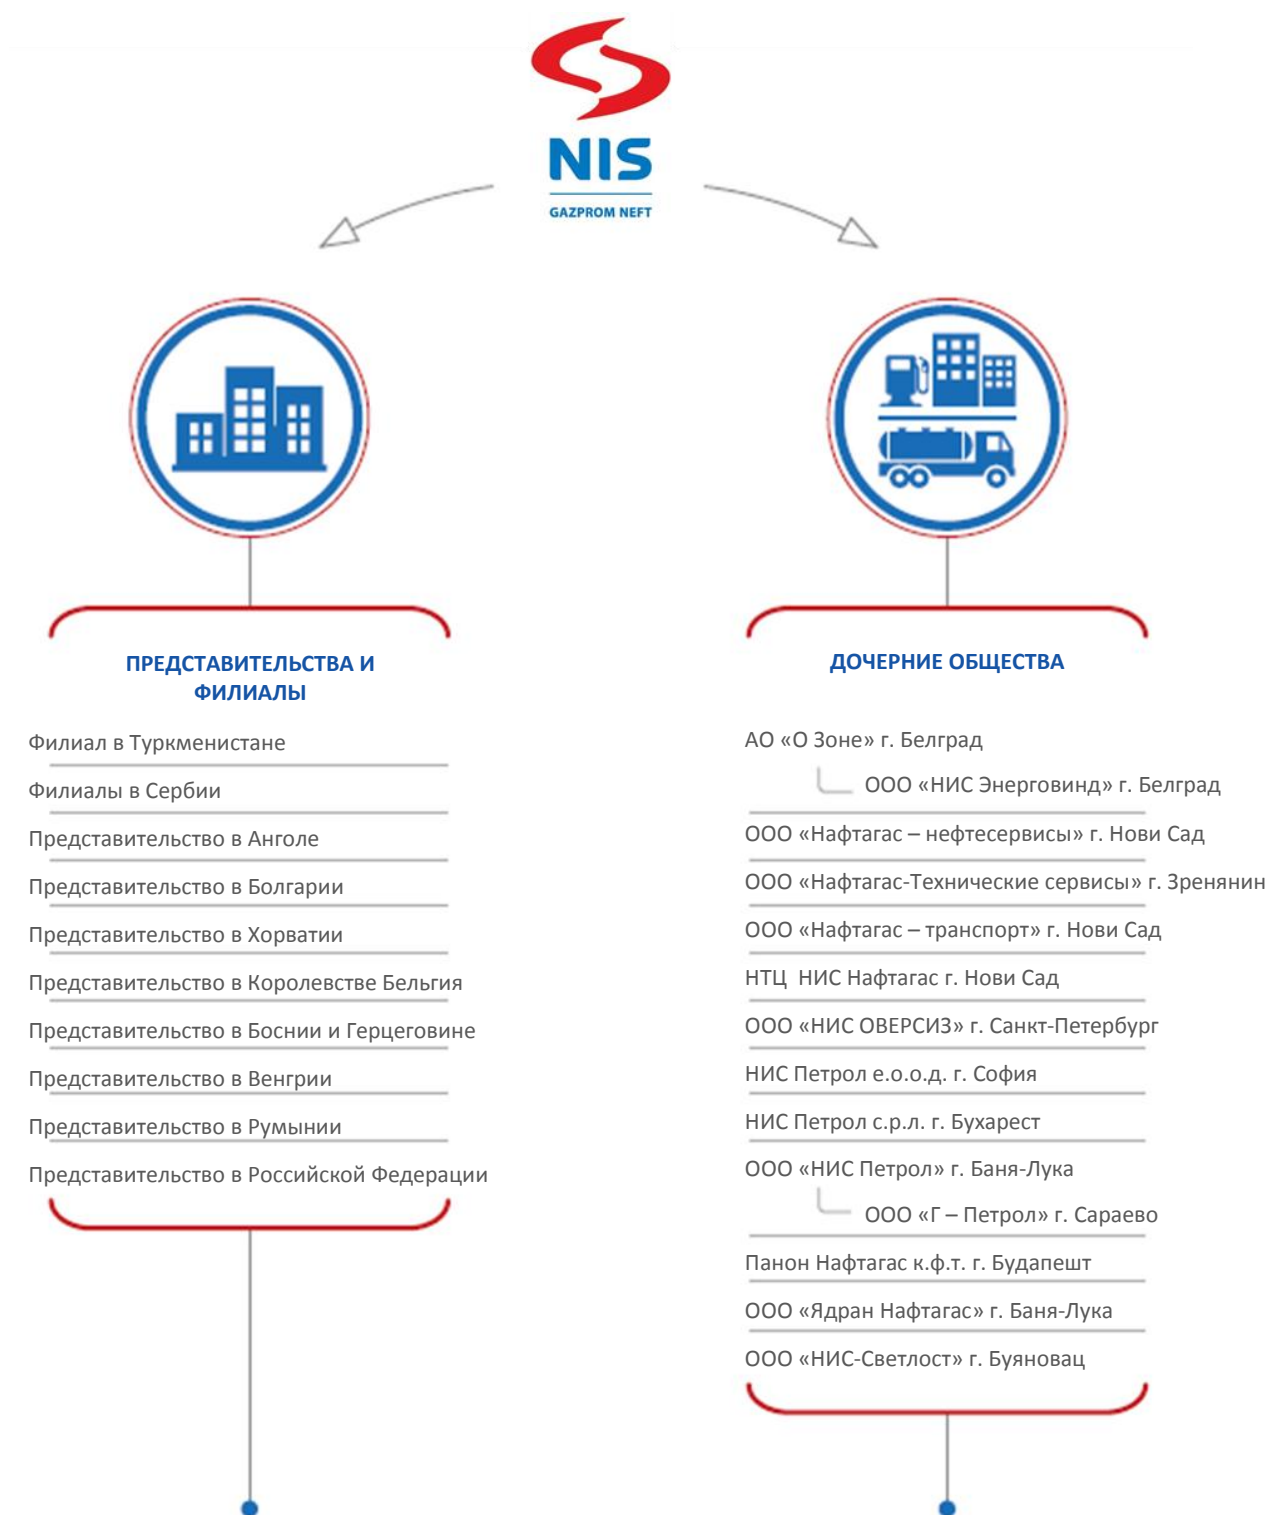 NIS
GAZPROM NEFT
ПРЕДСТАВИТЕЛЬСТВА И
ФИЛИАЛЫ
Филиал в Туркменистане
Филиалы в Сербии
Представительство в Анголе
Представительство в Болгарии
Представительство в Хорватии
Представительство в Королевстве Бельгия
Представительство в Боснии и Герцеговине
Представительство в Венгрии
Представительство в Румынии
Представительство в Российской Федерации
ДОЧЕРНИЕ ОБЩЕСТВА
АО «О Зоне» г. Белград
ООО «НИС Энерговинд» г. Белград
ООО «Нафтагас – нефтесервисы» г. Нови Сад
ООО «Нафтагас-Технические сервисы» г. Зренянин
ООО «Нафтагас – транспорт» г. Нови Сад
НТЦ НИС Нафтагас г. Нови Сад
ООО «НИС ОВЕРСИЗ» г. Санкт-Петербург
НИС Петрол е.о.о.д. г. София
НИС Петрол с.р.л. г. Бухарест
ООО «НИС Петрол» г. Баня-Лука
ООО «Г – Петрол» г. Сараево
Панон Нафтагас к.ф.т. г. Будапешт
ООО «Ядран Нафтагас» г. Баня-Лука
ООО «НИС-Светлост» г. Буяновац